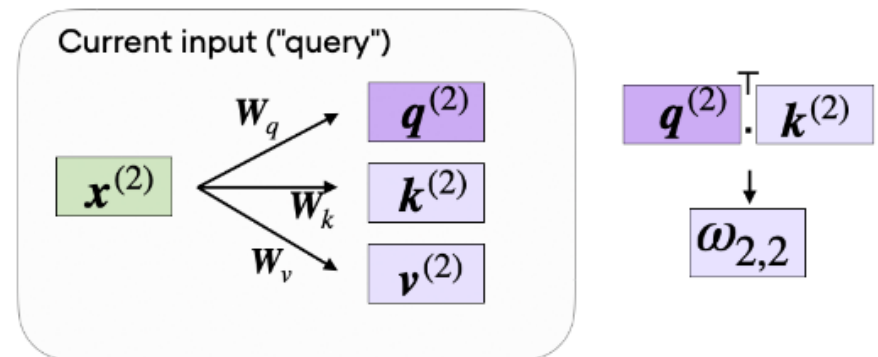 Current input ("query")
W_q
q^(2)
x^(2)
W_k
k^(2)
W_v
v^(2)
q^(2)⊤ · k^(2)
ω_2,2